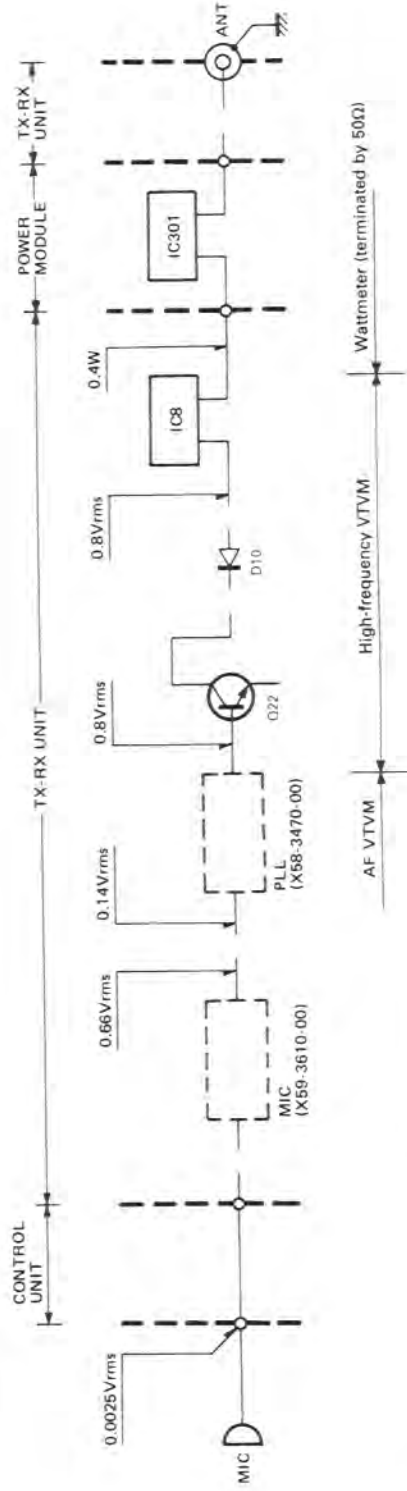 CONTROL
UNIT
TX-RX UNIT
POWER
MODULE
TX-RX
UNIT
0.0025Vrms
0.66Vrms
0.14Vrms
0.8Vrms
0.8Vrms
0.4W
MIC
MIC
(X59-3610-00)
PLL
(X58-3470-00)
Q22
D10
IC8
IC301
ANT
AF VTVM
High-frequency VTVM
Wattmeter (terminated by 50Ω)